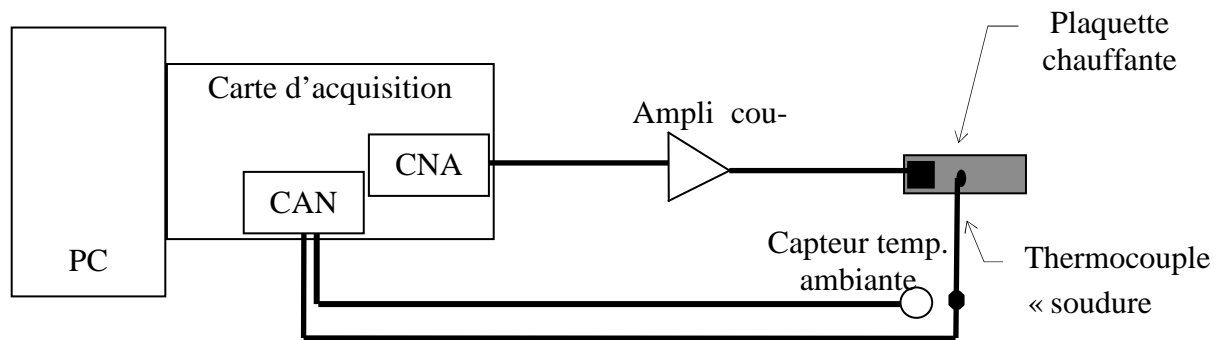 Plaquette
chauffante
Carte d'acquisition
Ampli cou-
CNA
CAN
PC
Capteur temp.
ambiante
Thermocouple
« soudure